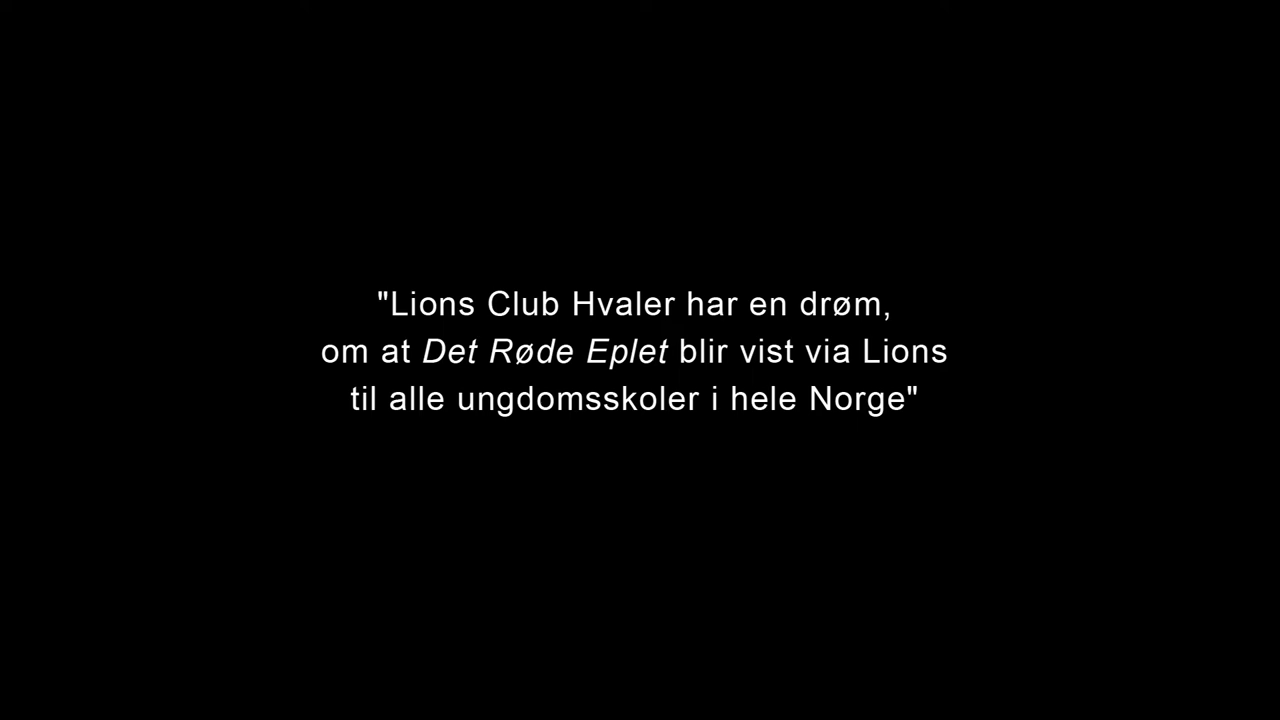 "Lions Club Hvaler har en drøm,
om at Det Røde Eplet blir vist via Lions
til alle ungdomsskoler i hele Norge"